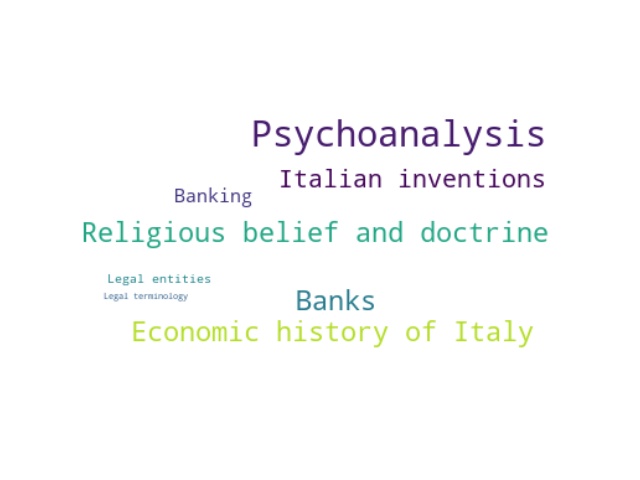 Psychoanalysis
Italian inventions
Banking
Religious belief and doctrine
Legal entities
Legal terminology
Banks
Economic history of Italy